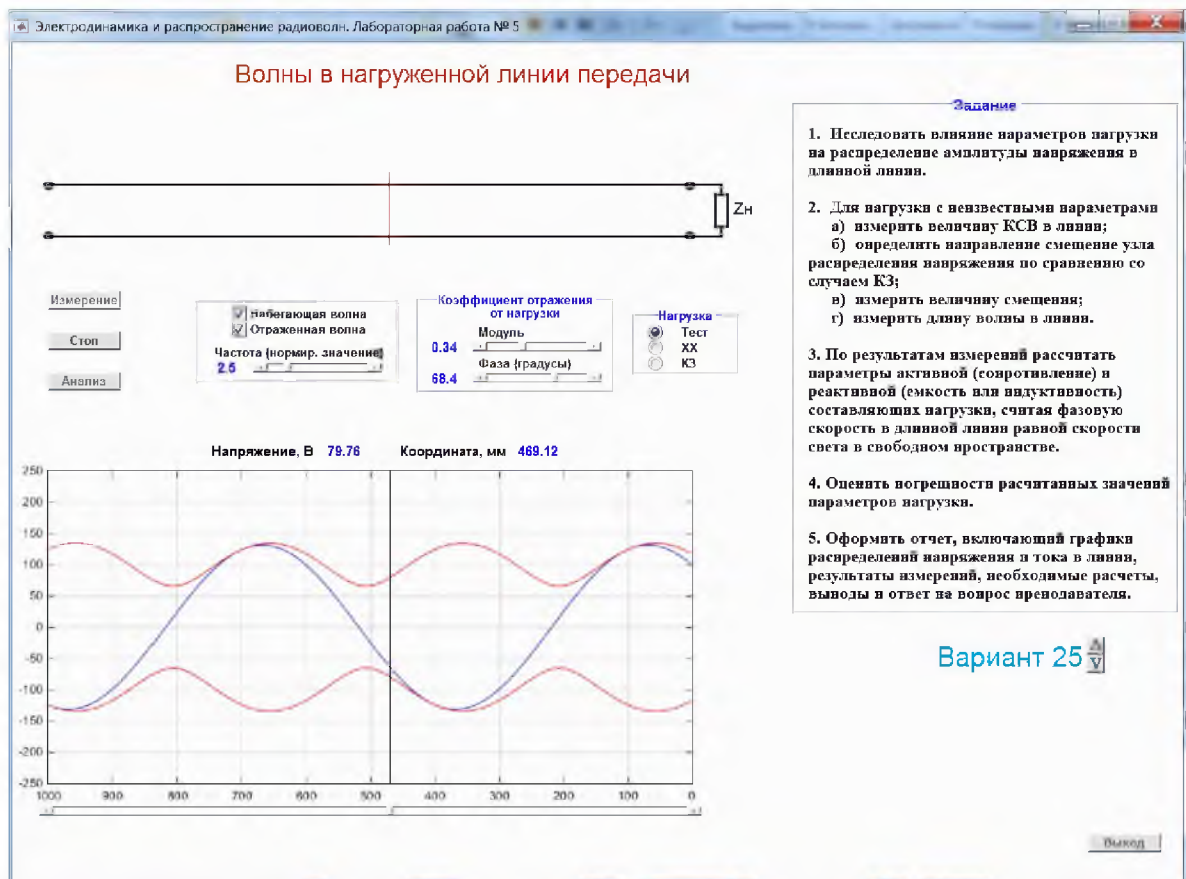 Электродинамика и распространение радиоволн. Лабораторная работа № 5
Волны в нагруженной линии передачи
Zн
Измерение
Стоп
Анализ
Набегающая волна
Отраженная волна
Частота (нормир. значение)
2.5
Коэффициент отражения
от нагрузки
Модуль
0.34
Фаза (градусы)
68.4
Нагрузка
Тест
ХХ
КЗ
Напряжение, В 79.76 Координата, мм 469.12
250
200
150
100
50
0
-50
-100
-150
-200
-250
1000 900 800 700 600 500 400 300 200 100 0
Задание
1. Исследовать влияние параметров нагрузки
на распределение амплитуды напряжения в
длинной линии.
2. Для нагрузки с неизвестными параметрами
а) измерить величину КСВ в линии;
б) определить направление смещение узла
распределения напряжения по сравнению со
случаем КЗ;
в) измерить величину смещения;
г) измерить длину волны в линии.
3. По результатам измерений рассчитать
параметры активной (сопротивление) и
реактивной (емкость или индуктивность)
составляющих нагрузки, считая фазовую
скорость в длинной линии равной скорости
света в свободном пространстве.
4. Оценить погрешности расчитанных значений
параметров нагрузки.
5. Оформить отчет, включающий графики
распределений напряжения и тока в линии,
результаты измерений, необходимые расчеты,
выводы и ответ на вопрос преподавателя.
Вариант 25
Выход